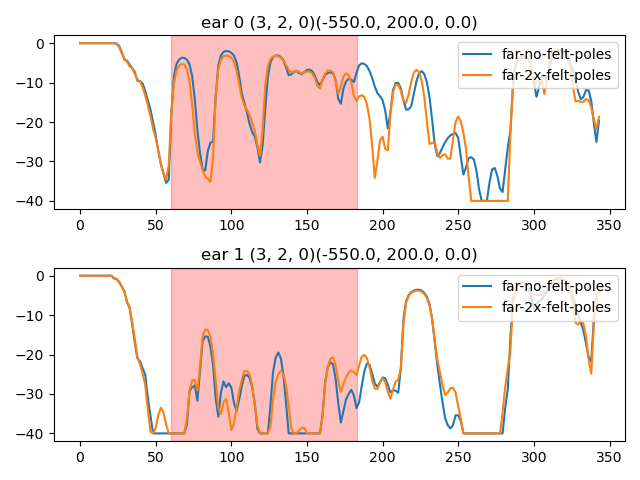 ear 0 (3, 2, 0)(-550.0, 200.0, 0.0)
0
−10
−20
−30
−40
far-no-felt-poles
far-2x-felt-poles
0 50 100 150 200 250 300 350
ear 1 (3, 2, 0)(-550.0, 200.0, 0.0)
0
−10
−20
−30
−40
far-no-felt-poles
far-2x-felt-poles
0 50 100 150 200 250 300 350